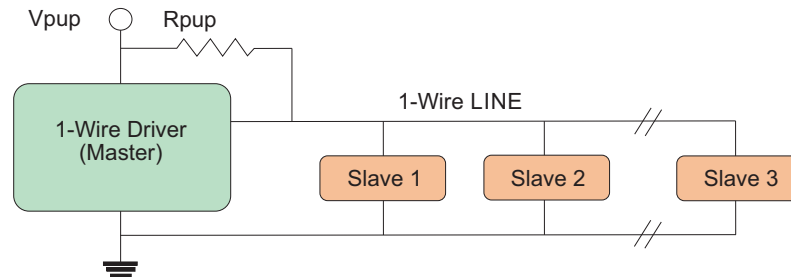 Vpup
Rpup
1-Wire LINE
1-Wire Driver
(Master)
Slave 1
Slave 2
Slave 3